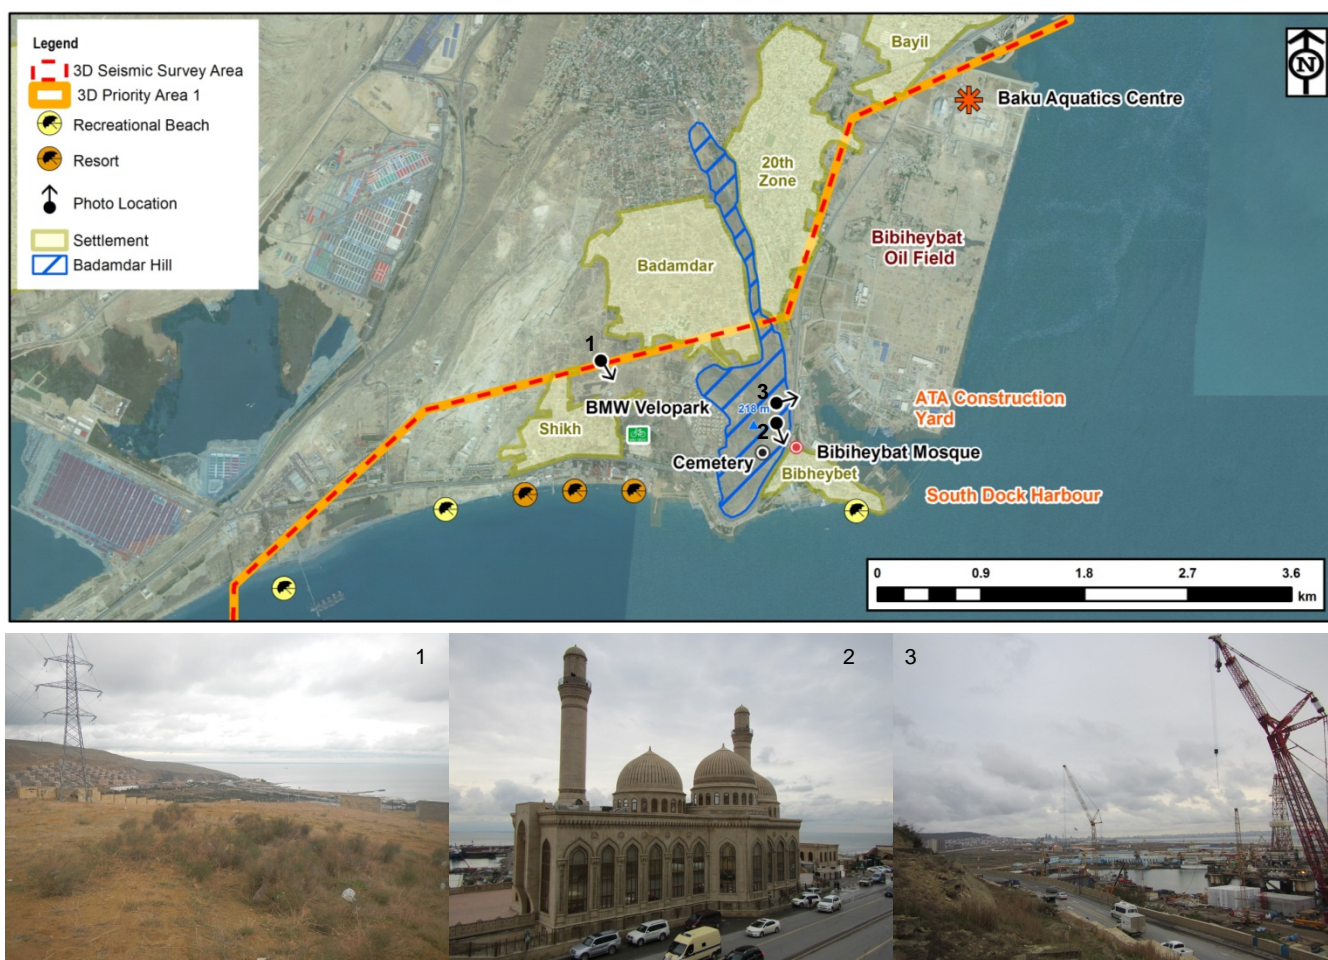 Legend
3D Seismic Survey Area
3D Priority Area 1
Recreational Beach
Resort
Photo Location
Settlement
Badamdar Hill
N
Bayil
Baku Aquatics Centre
20th
Zone
Bibiheybat
Oil Field
Badamdar
1
3
218 m
2
BMW Velopark
Shikh
ATA Construction
Yard
Cemetery
Bibiheybat Mosque
Bibheybet
South Dock Harbour
0 0.9 1.8 2.7 3.6
km
1
2
3